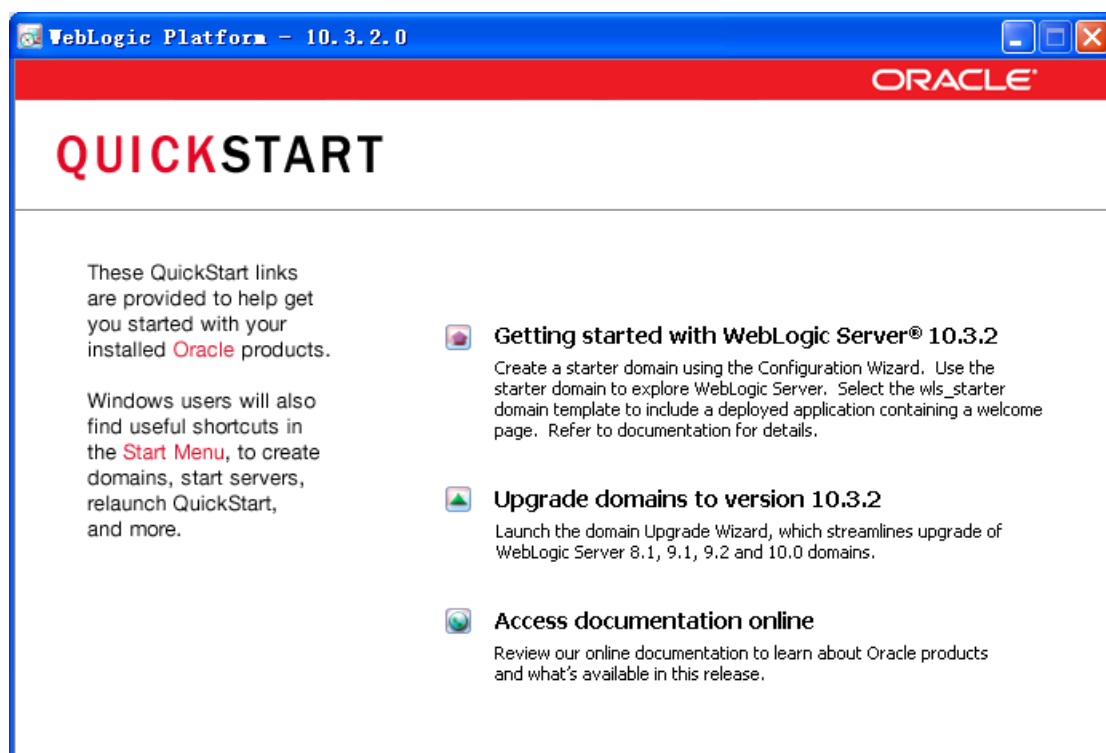 WebLogic Platform - 10.3.2.0
ORACLE®
QUICKSTART
These QuickStart links
are provided to help get
you started with your
installed Oracle products.
Windows users will also
find useful shortcuts in
the Start Menu, to create
domains, start servers,
relaunch QuickStart,
and more.
Getting started with WebLogic Server® 10.3.2
Create a starter domain using the Configuration Wizard. Use the
starter domain to explore WebLogic Server. Select the wls_starter
domain template to include a deployed application containing a welcome
page. Refer to documentation for details.
Upgrade domains to version 10.3.2
Launch the domain Upgrade Wizard, which streamlines upgrade of
WebLogic Server 8.1, 9.1, 9.2 and 10.0 domains.
Access documentation online
Review our online documentation to learn about Oracle products
and what's available in this release.